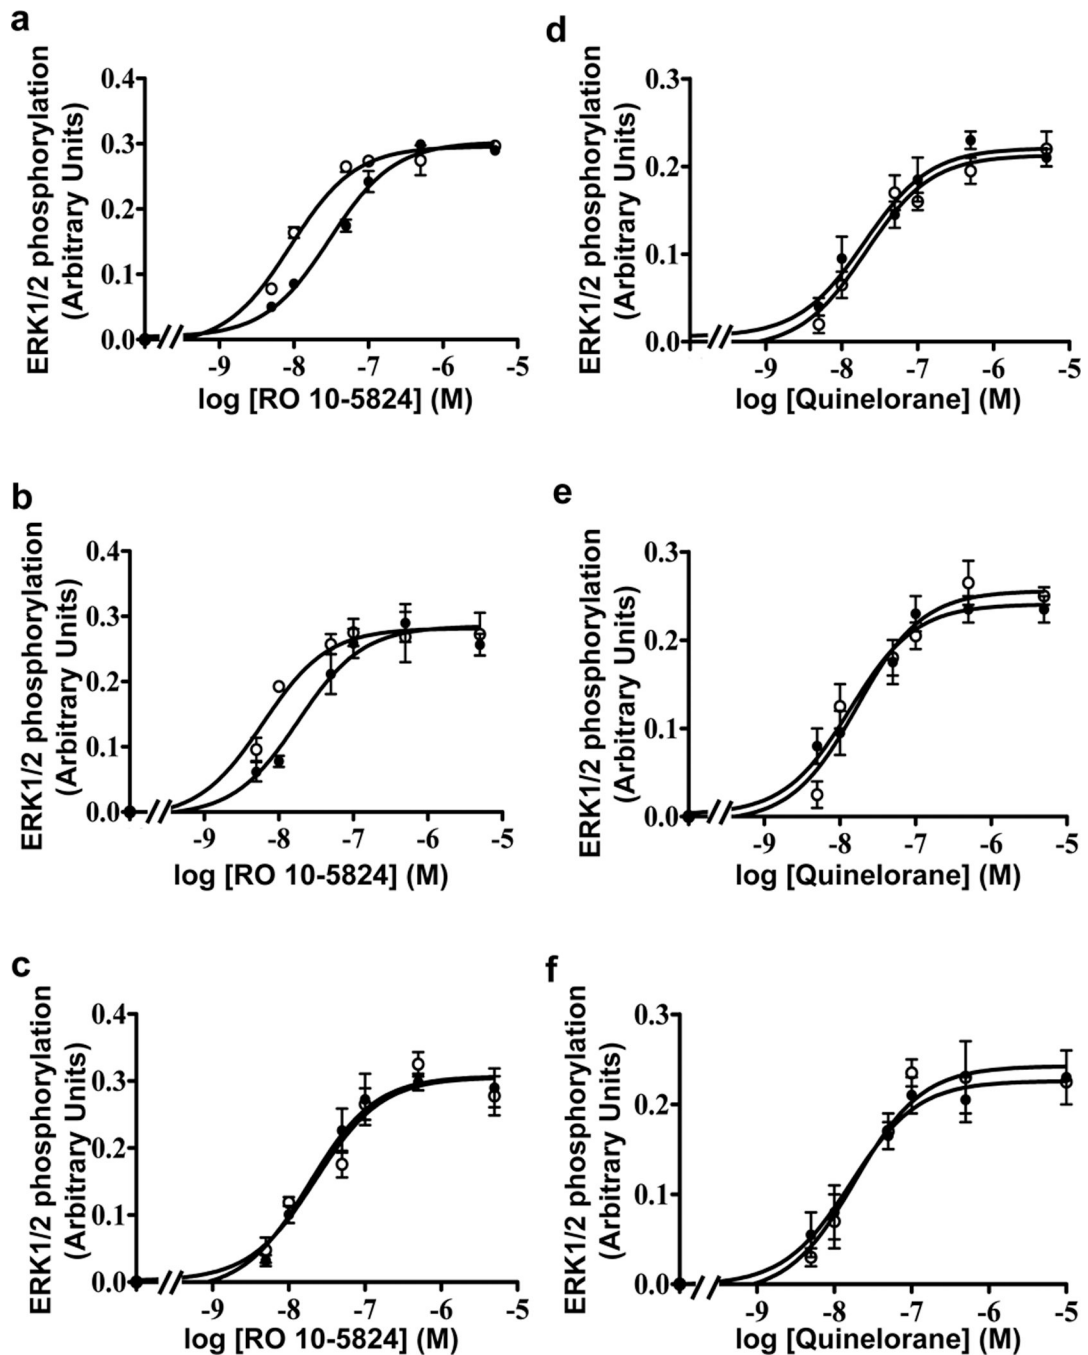 a
ERK1/2 phosphorylation
(Arbitrary Units)
0.4
0.3
0.2
0.1
0.0
-9 -8 -7 -6 -5
log [RO 10-5824] (M)
d
ERK1/2 phosphorylation
(Arbitrary Units)
0.3
0.2
0.1
0.0
-9 -8 -7 -6 -5
log [Quinelorane] (M)
b
ERK1/2 phosphorylation
(Arbitrary Units)
0.4
0.3
0.2
0.1
0.0
-9 -8 -7 -6 -5
log [RO 10-5824] (M)
e
ERK1/2 phosphorylation
(Arbitrary Units)
0.3
0.2
0.1
0.0
-9 -8 -7 -6 -5
log [Quinelorane] (M)
c
ERK1/2 phosphorylation
(Arbitrary Units)
0.4
0.3
0.2
0.1
0.0
-9 -8 -7 -6 -5
log [RO 10-5824] (M)
f
ERK1/2 phosphorylation
(Arbitrary Units)
0.3
0.2
0.1
0.0
-9 -8 -7 -6 -5
log [Quinelorane] (M)